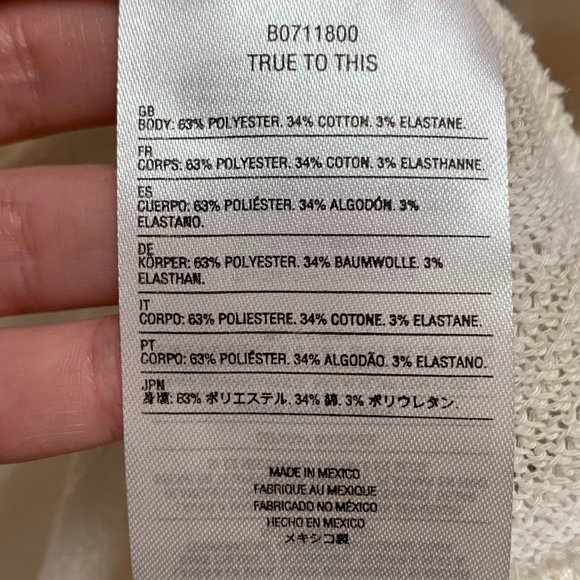 B0711800
TRUE TO THIS
GB
BODY: 63% POLYESTER. 34% COTTON. 3% ELASTANE.
FR
CORPS: 63% POLYESTER. 34% COTON. 3% ELASTHANNE.
ES
CUERPO: 63% POLIÉSTER. 34% ALGODÓN. 3%
ELASTANO.
DE
KÖRPER: 63% POLYESTER. 34% BAUMWOLLE. 3%
ELASTHAN.
IT
CORPO: 63% POLIESTERE. 34% COTONE. 3% ELASTANE.
PT
CORPO: 63% POLIÉSTER. 34% ALGODÃO. 3% ELASTANO.
JPN
身頃: 63% ポリエステル. 34% 綿. 3% ポリウレタン.
MADE IN MEXICO
FABRIQUE AU MEXIQUE
FABRICADO NO MÉXICO
HECHO EN MEXICO
メキシコ製